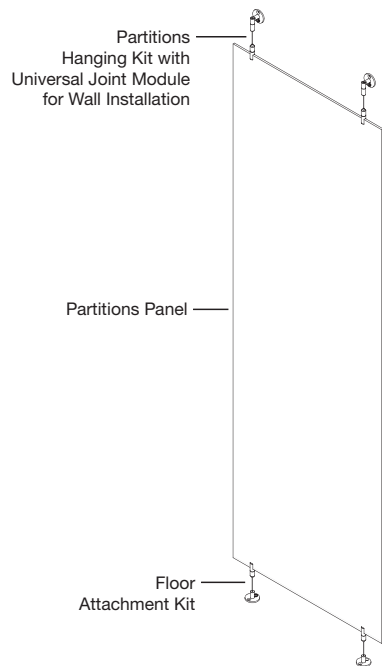 Partitions
Hanging Kit with
Universal Joint Module
for Wall Installation
Partitions Panel
Floor
Attachment Kit